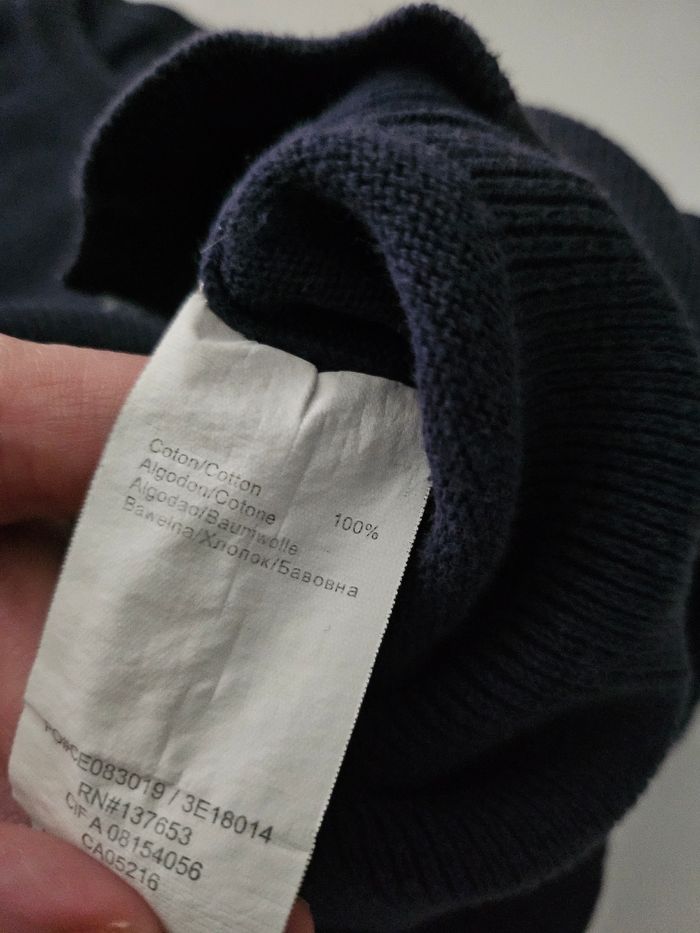 Coton/Cotton
Algodon/Cotone
Algodao/Baumwolle
Bawełna/Хлопок/Бавовна
100%
PO#CE083019 / 3E18014
RN#137653
CIF A 08154056
CA05216